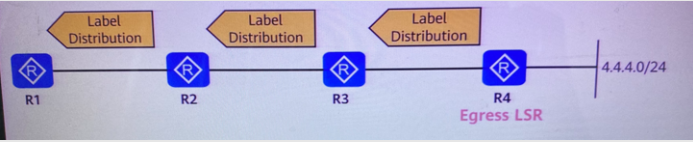 Label
Distribution
Label
Distribution
Label
Distribution
R
R
R
R
4.4.4.0/24
R1
R2
R3
R4
Egress LSR